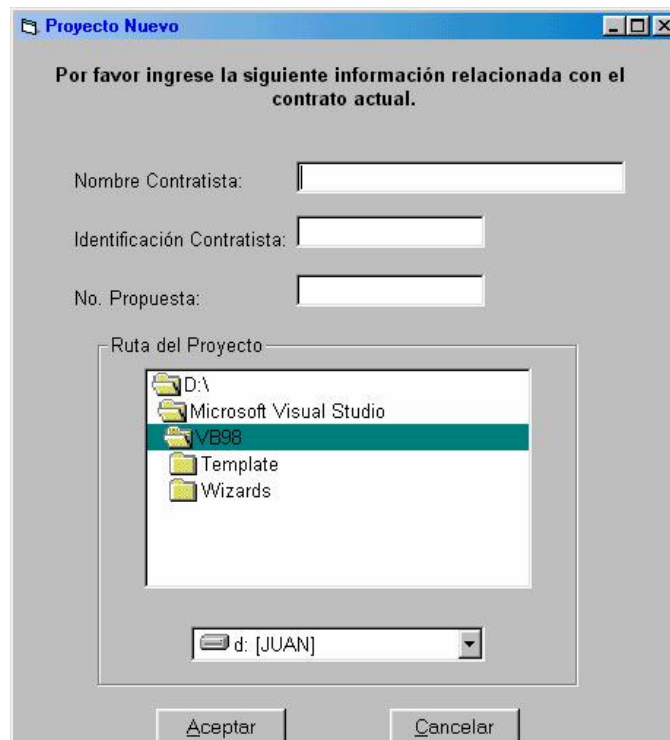 Proyecto Nuevo
Por favor ingrese la siguiente información relacionada con el
contrato actual.
Nombre Contratista:
Identificación Contratista:
No. Propuesta:
Ruta del Proyecto
D:\
Microsoft Visual Studio
VB98
Template
Wizards
d: [JUAN]
Aceptar
Cancelar